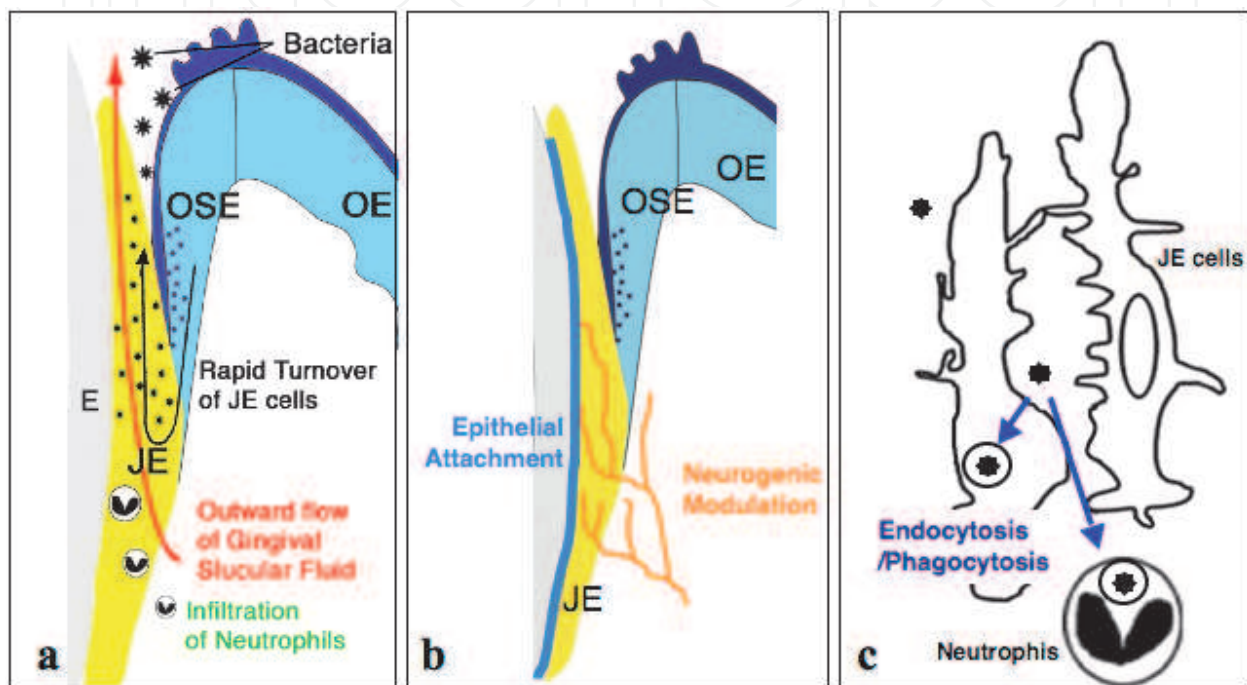 Bacteria
OSE
OE
E
Rapid Turnover
of JE cells
JE
Outward flow
of Gingival
Slucular Fluid
Infiltration
of Neutrophils
a
OE
OSE
Epithelial
Attachment
Neurogenic
Modulation
JE
b
JE cells
Endocytosis
/Phagocytosis
Neutrophis
c